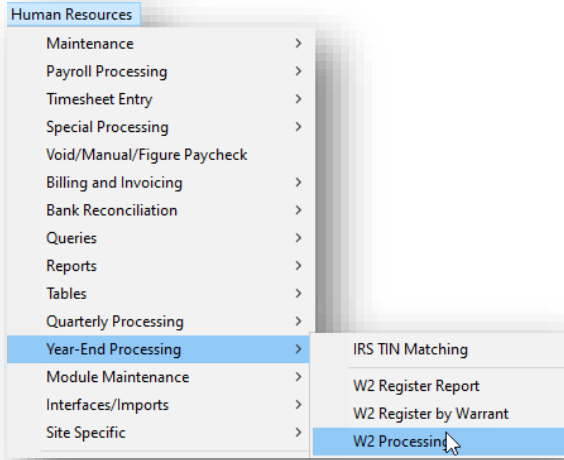 Human Resources
Maintenance
Payroll Processing
Timesheet Entry
Special Processing
Void/Manual/Figure Paycheck
Billing and Invoicing
Bank Reconciliation
Queries
Reports
Tables
Quarterly Processing
Year-End Processing
IRS TIN Matching
Module Maintenance
W2 Register Report
Interfaces/Imports
W2 Register by Warrant
Site Specific
W2 Processing